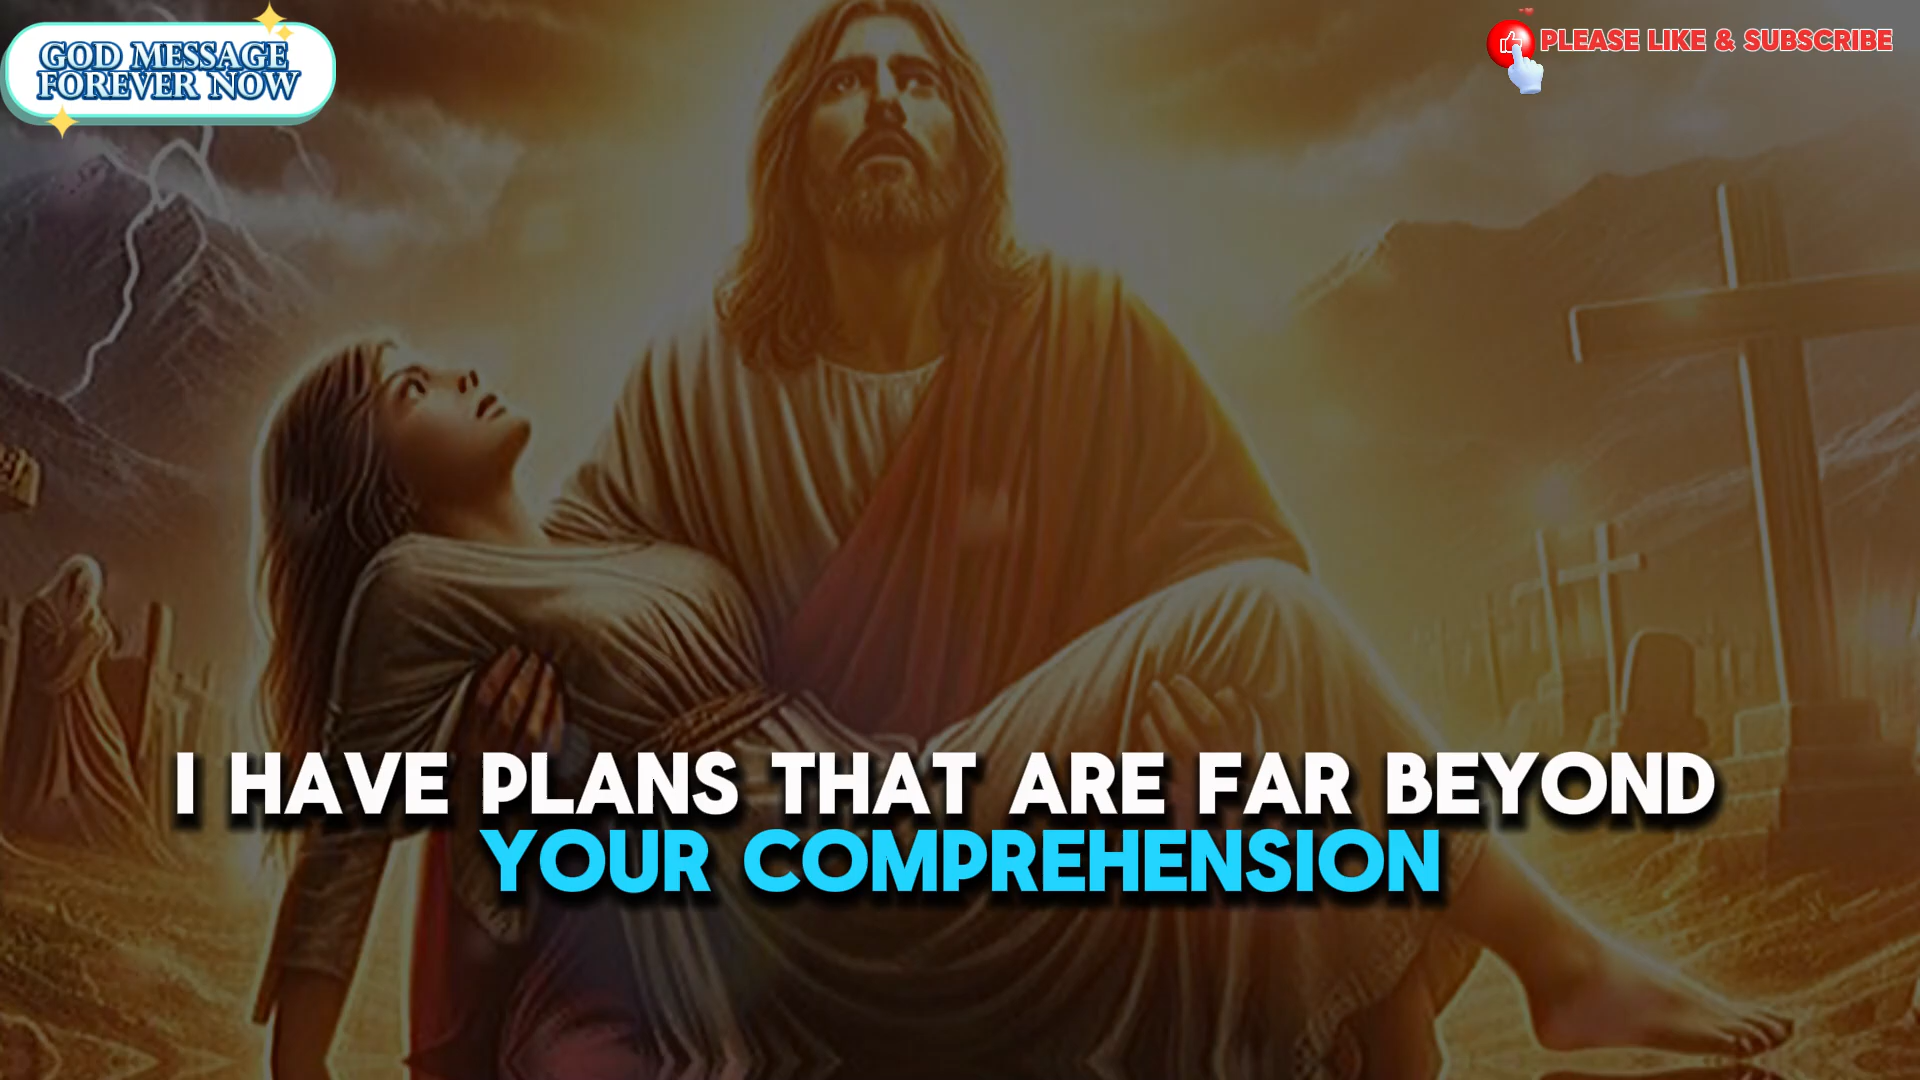 GOD MESSAGE
FOREVER NOW
PLEASE LIKE & SUBSCRIBE
I HAVE PLANS THAT ARE FAR BEYOND
YOUR COMPREHENSION